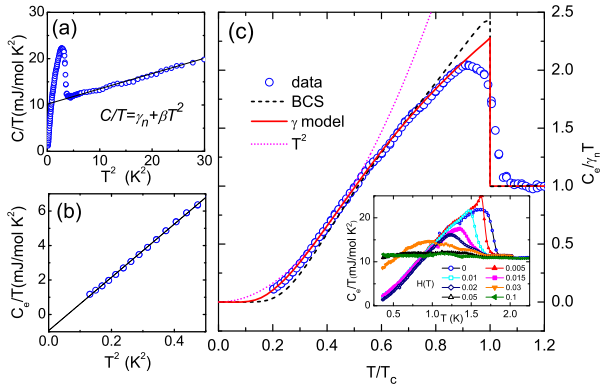 (a)
C/T(mJ/mol K²)
30
20
10
0
C/T=γₙ+βT²
0
10
20
30
T² (K²)
(b)
Cₑ/T(mJ/mol K²)
6
4
2
0
0.0
0.2
0.4
T² (K²)
(c)
data
BCS
γ model
T²
2.5
2.0
1.5
1.0
0.5
0.0
Cₑ/γₙT
0.0
0.2
0.4
0.6
0.8
1.0
1.2
T/T_c
Cₑ/T(mJ/mol K²)
20
10
0
H(T)
0
0.005
0.01
0.015
0.02
0.03
0.05
0.1
0.5
1.0
1.5
2.0
T (K)